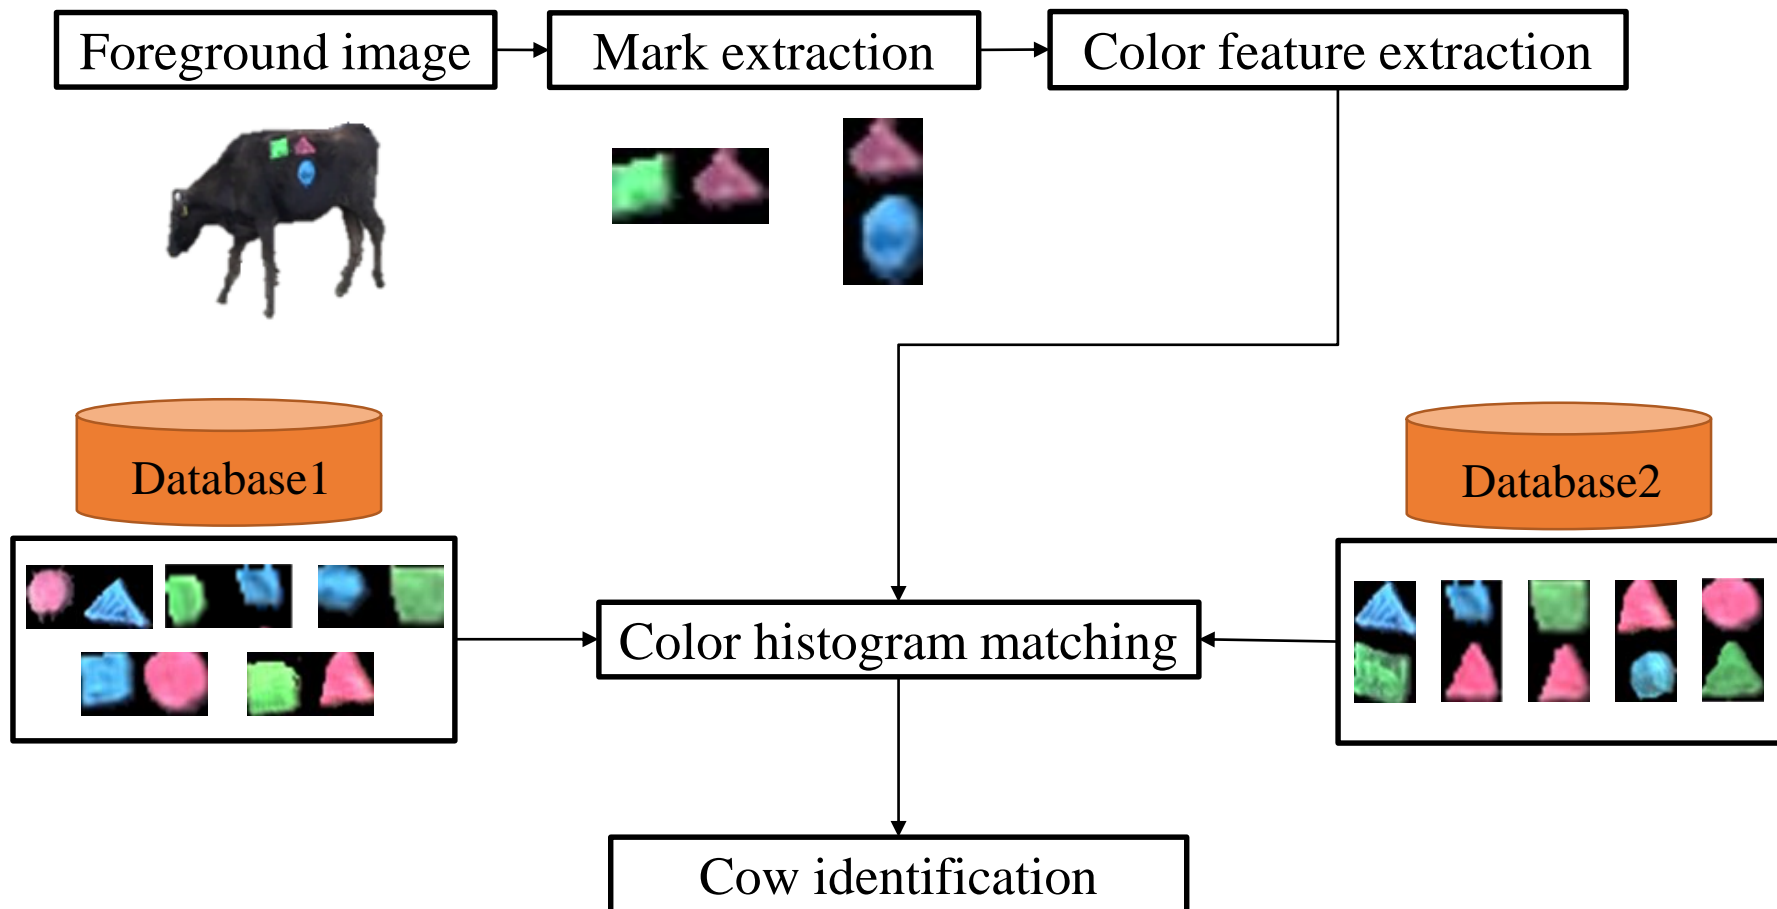 Foreground image
Mark extraction
Color feature extraction
Database1
Database2
Color histogram matching
Cow identification